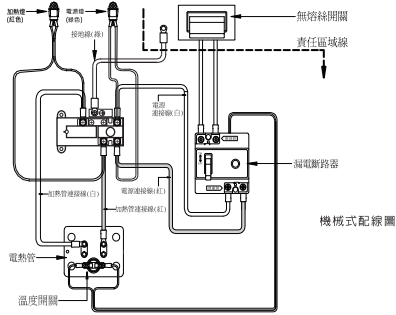 加熱燈
(紅色)
電源燈
(綠色)
接地線(綠)
無熔絲開關
責任區域線
電源
連接線(白)
漏電斷路器
加熱管連接線(白)
電源連接線(紅)
加熱管連接線(紅)
機械式配線圖
電熱管
溫度開關